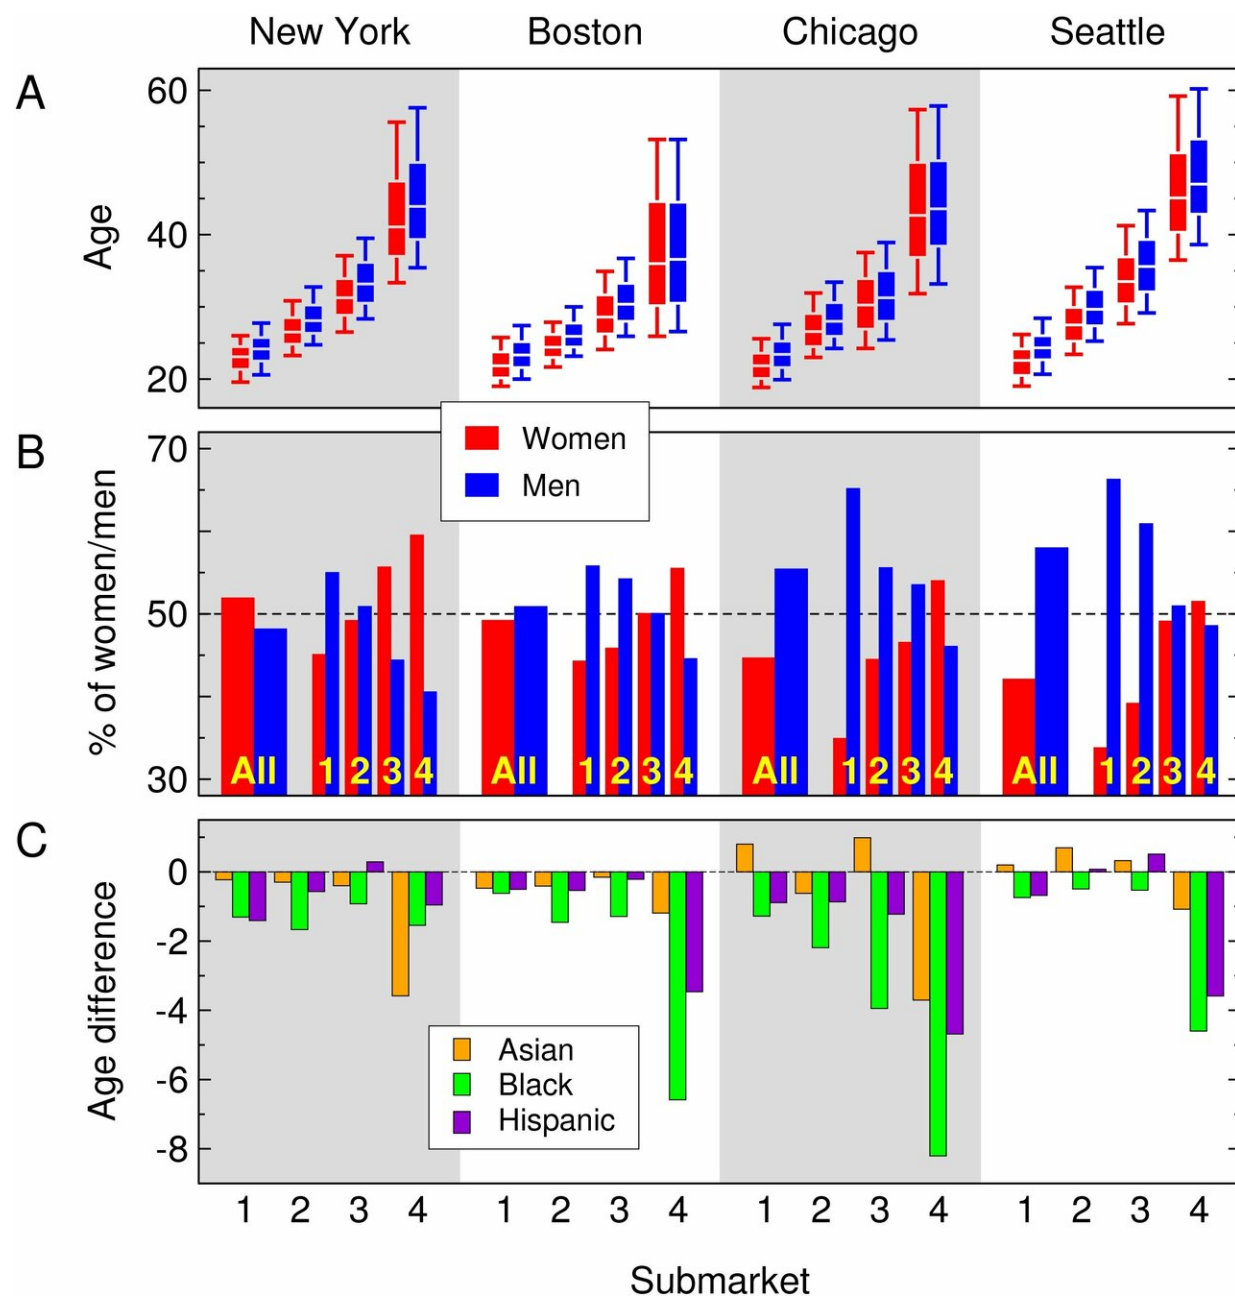 New York Boston Chicago Seattle
A
60
40
20
Age
B
Women
Men
70
50
30
% of women/men
All 1 2 3 4 All 1 2 3 4 All 1 2 3 4 All 1 2 3 4
C
0
-2
-4
-6
-8
Age difference
Asian
Black
Hispanic
1 2 3 4 1 2 3 4 1 2 3 4 1 2 3 4
Submarket